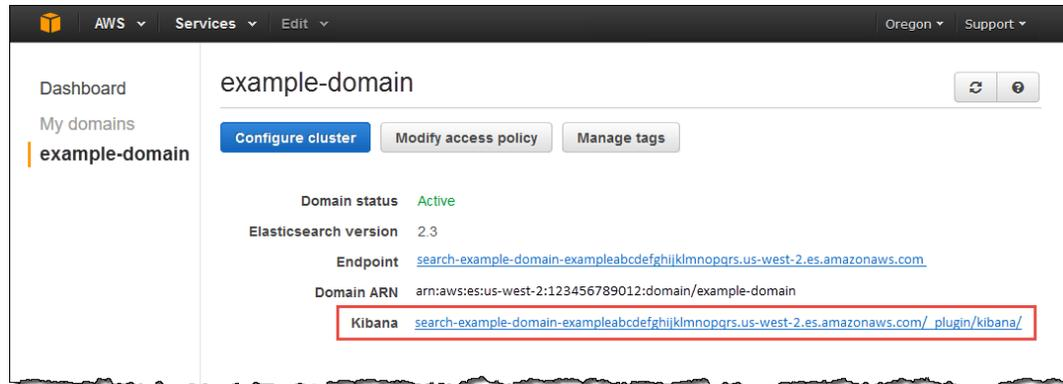 AWS Services Edit Oregon Support
Dashboard
My domains
example-domain
example-domain
Configure cluster Modify access policy Manage tags
Domain status Active
Elasticsearch version 2.3
Endpoint search-example-domain-exampleabcdefghijklmnopqrs.us-west-2.es.amazonaws.com
Domain ARN arn:aws:es:us-west-2:123456789012:domain/example-domain
Kibana search-example-domain-exampleabcdefghijklmnopqrs.us-west-2.es.amazonaws.com/_plugin/kibana/